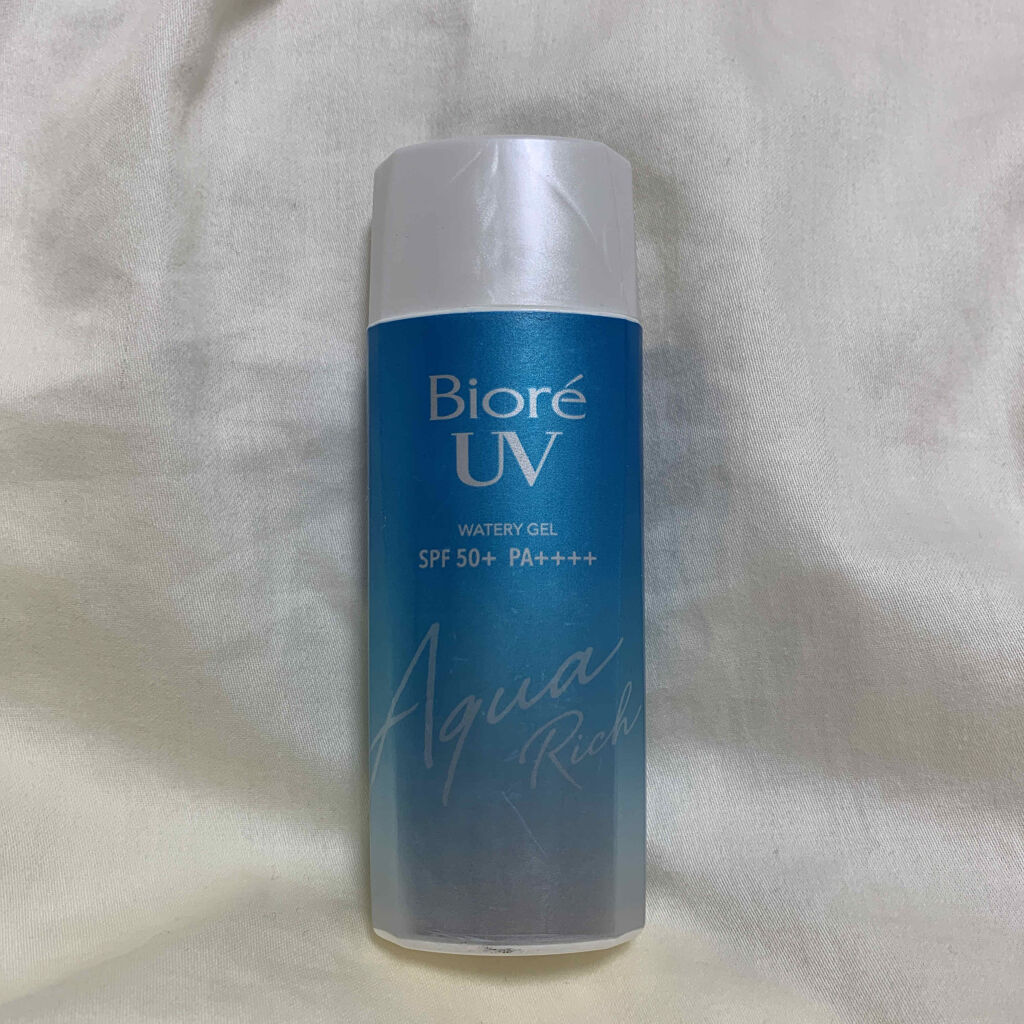 Bioré
UV
WATERY GEL
SPF 50+ PA++++
Aqua
Rich